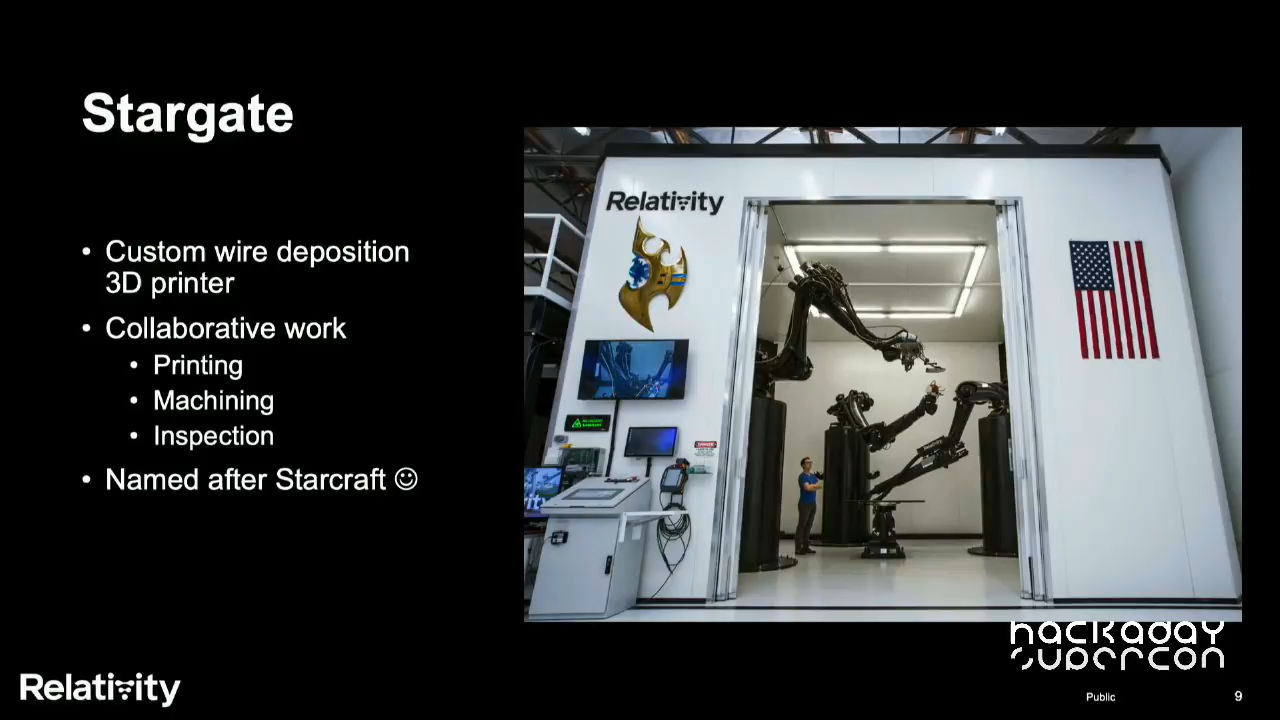 Stargate
• Custom wire deposition
3D printer
• Collaborative work
• Printing
• Machining
• Inspection
• Named after Starcraft ☺
Relativity
DANGER
hackaday
supercon
Relativity
Public
9